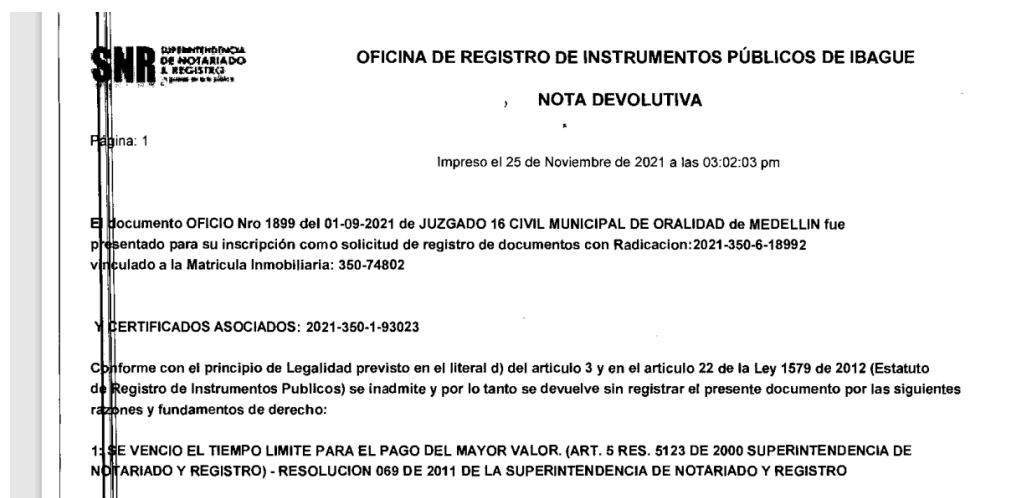 SNR SUPERINTENDENCIA
DE NOTARIADO
& REGISTRO
OFICINA DE REGISTRO DE INSTRUMENTOS PÚBLICOS DE IBAGUE
NOTA DEVOLUTIVA
Página: 1
Impreso el 25 de Noviembre de 2021 a las 03:02:03 pm
El documento OFICIO Nro 1899 del 01-09-2021 de JUZGADO 16 CIVIL MUNICIPAL DE ORALIDAD de MEDELLIN fue
presentado para su inscripción como solicitud de registro de documentos con Radicacion:2021-350-6-18992
vinculado a la Matricula Inmobiliaria: 350-74802
Y CERTIFICADOS ASOCIADOS: 2021-350-1-93023
Conforme con el principio de Legalidad previsto en el literal d) del articulo 3 y en el articulo 22 de la Ley 1579 de 2012 (Estatuto
de Registro de Instrumentos Publicos) se inadmite y por lo tanto se devuelve sin registrar el presente documento por las siguientes
razones y fundamentos de derecho:
1: SE VENCIO EL TIEMPO LIMITE PARA EL PAGO DEL MAYOR VALOR. (ART. 5 RES. 5123 DE 2000 SUPERINTENDENCIA DE
NOTARIADO Y REGISTRO) - RESOLUCION 069 DE 2011 DE LA SUPERINTENDENCIA DE NOTARIADO Y REGISTRO